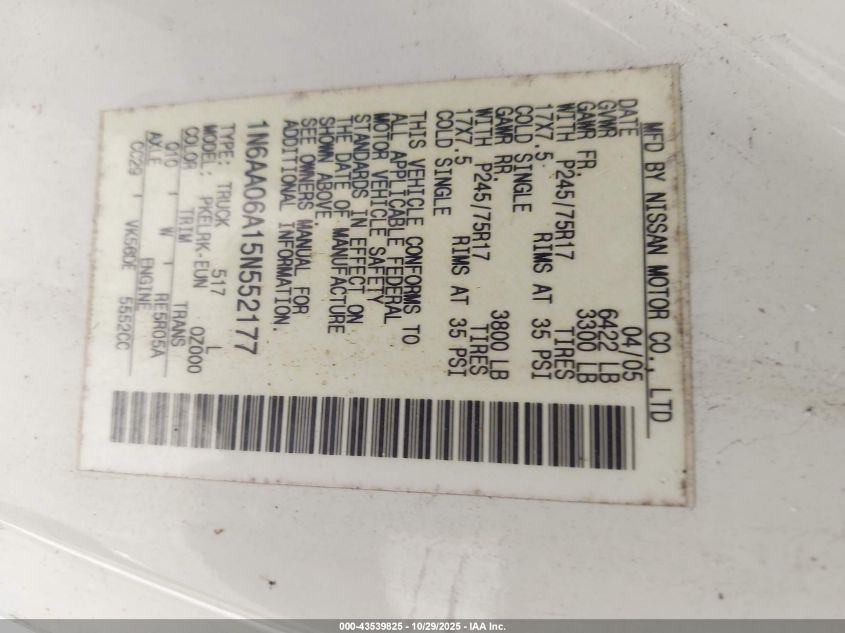 MFD BY NISSAN MOTOR CO., LTD
DATE 04/05
GVWR 6422 LB
GAWR FR, 3300 LB
WITH P245/75R17 TIRES
17X7.5 RIMS AT 35 PSI
COLD SINGLE
GAWR RR, 3800 LB
WITH P245/75R17 TIRES
17X7.5 RIMS AT 35 PSI
COLD SINGLE
THIS VEHICLE CONFORMS TO
ALL APPLICABLE FEDERAL
MOTOR VEHICLE SAFETY
STANDARDS IN EFFECT ON
THE DATE OF MANUFACTURE
SHOWN ABOVE.
SEE OWNERS MANUAL FOR
ADDITIONAL INFORMATION.
1N6AA06A15N552177
TYPE: TRUCK 517 0Z000
MODEL: PKELRK-EUN L
COLOR TRIM TRANS
Q10 W RE5R05A
AXLE ENGINE
CC29 VK56DE 5552CC
000-43539825 - 10/29/2025 - IAA Inc.